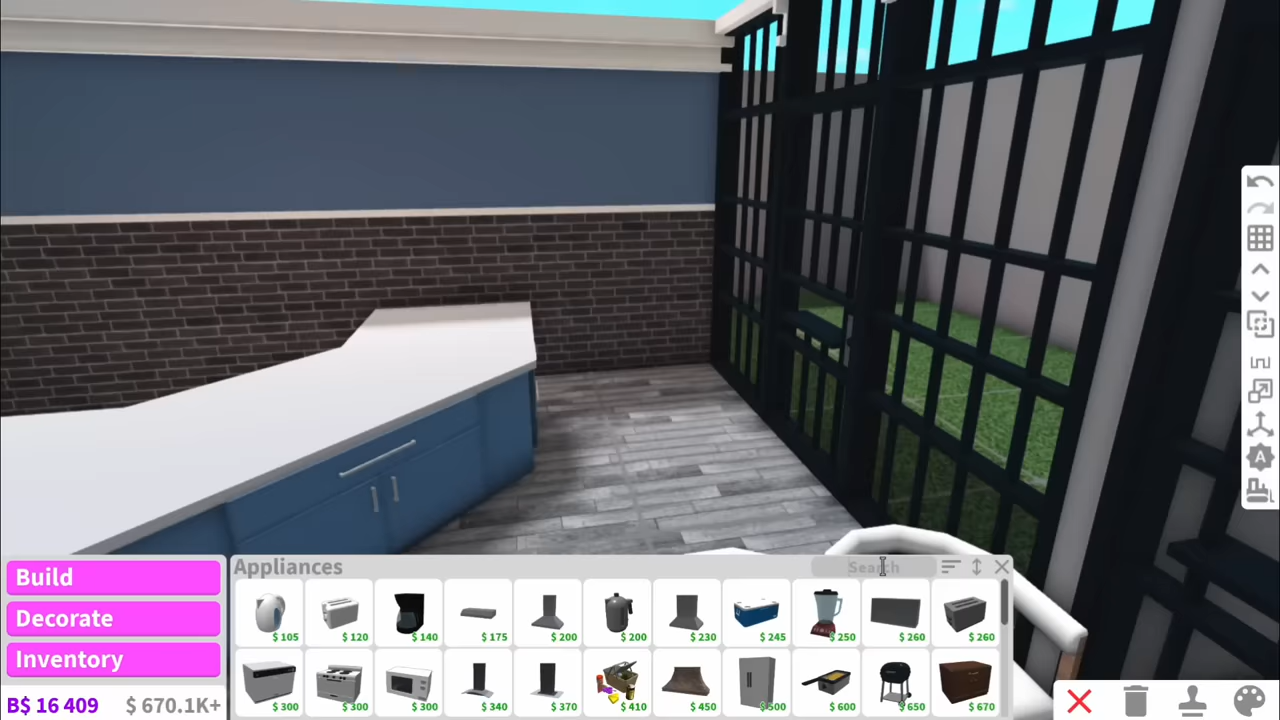 Build
Decorate
Inventory
B$ 16 409 $ 670.1K+
Appliances Search
$ 105 $ 120 $ 140 $ 175 $ 200 $ 200 $ 230 $ 245 $ 250 $ 260 $ 260
$ 300 $ 300 $ 300 $ 340 $ 370 $ 410 $ 450 $ 500 $ 600 $ 650 $ 670
A